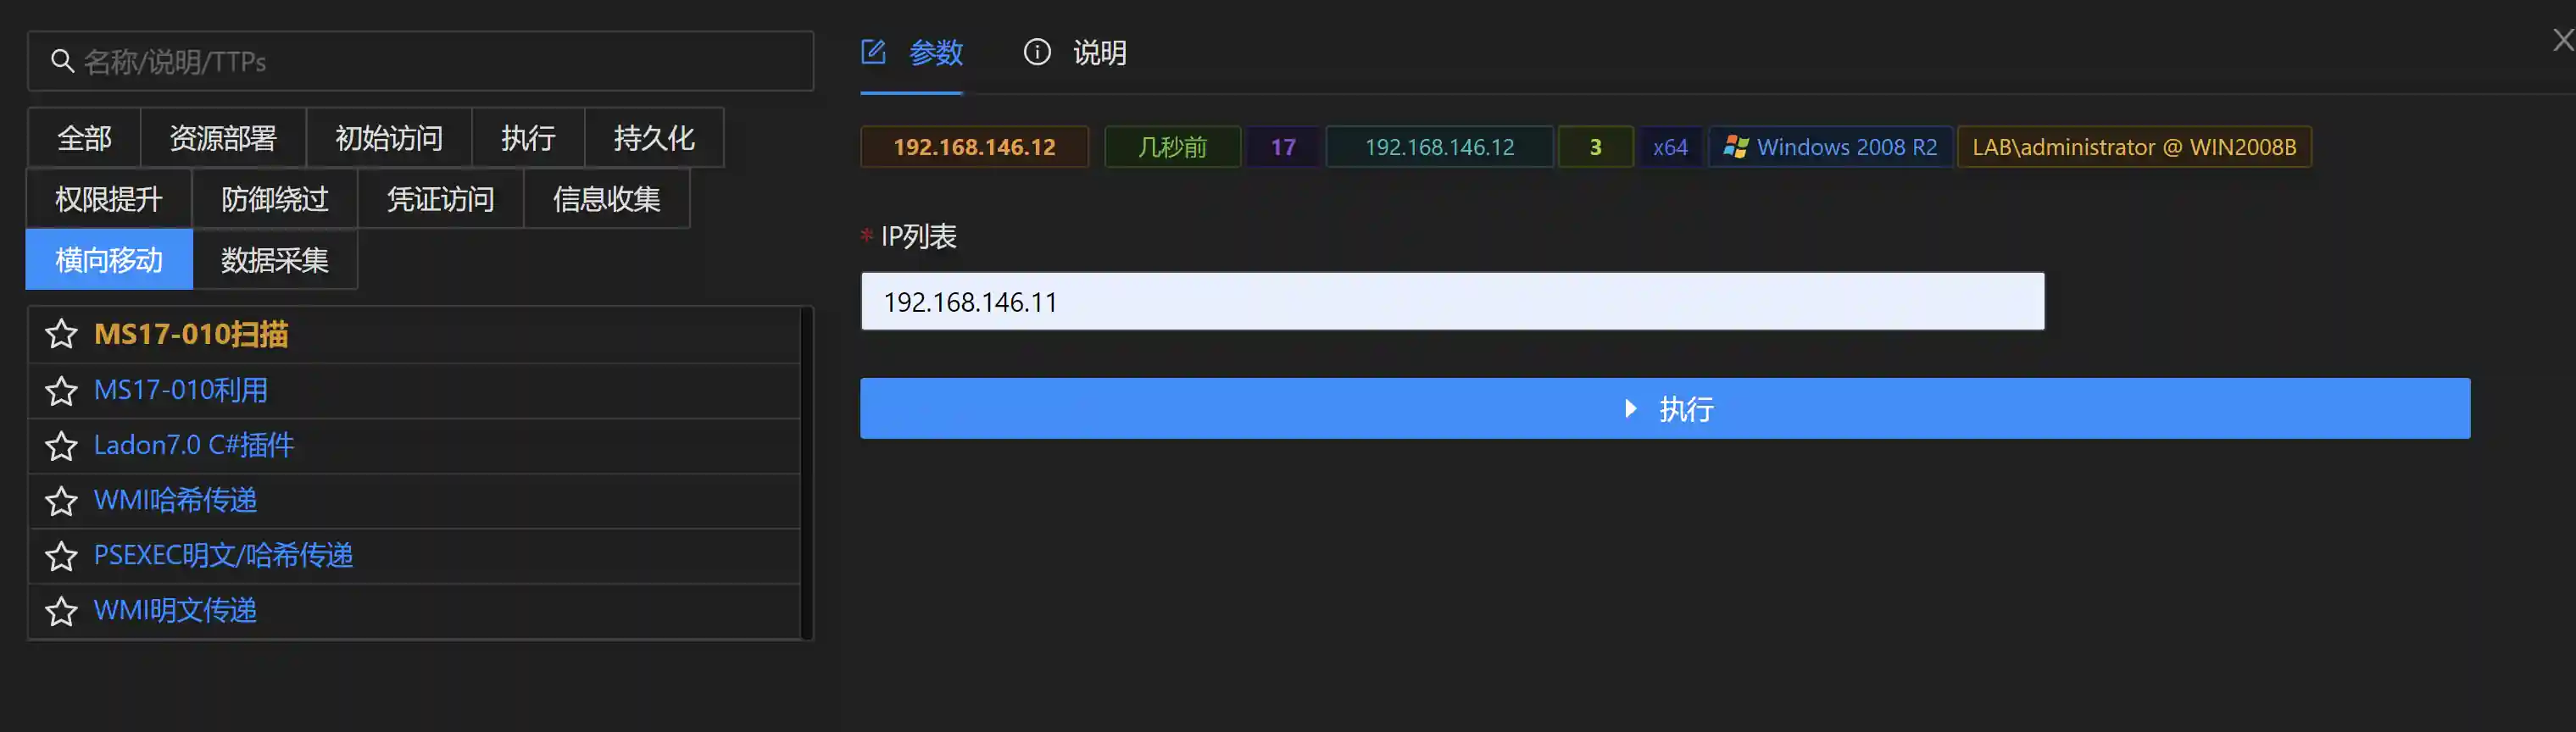 名称/说明/TTPs
全部 资源部署 初始访问 执行 持久化
权限提升 防御绕过 凭证访问 信息收集
横向移动 数据采集
MS17-010扫描
MS17-010利用
Ladon7.0 C#插件
WMI哈希传递
PSEXEC明文/哈希传递
WMI明文传递
参数 说明
192.168.146.12 几秒前 17 192.168.146.12 3 x64 Windows 2008 R2 LAB\administrator @ WIN2008B
* IP列表
192.168.146.11
执行